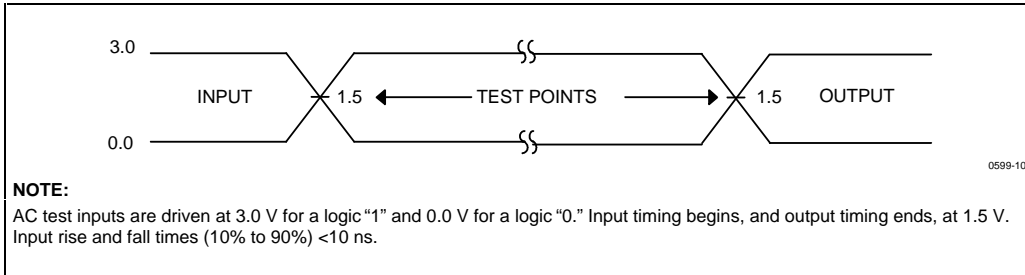 3.0
INPUT 1.5 TEST POINTS 1.5 OUTPUT
0.0
0599-10
NOTE:
AC test inputs are driven at 3.0 V for a logic “1” and 0.0 V for a logic “0.” Input timing begins, and output timing ends, at 1.5 V.
Input rise and fall times (10% to 90%) <10 ns.